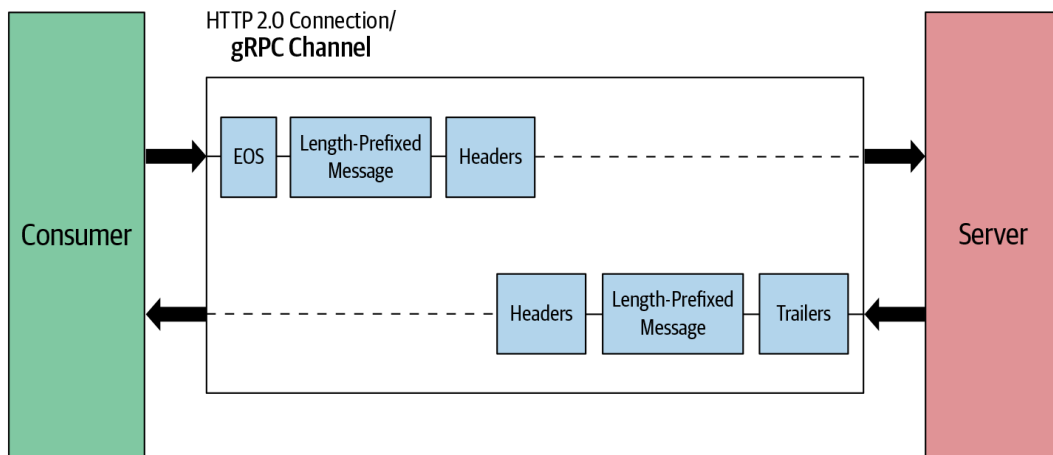 HTTP 2.0 Connection/
gRPC Channel
EOS
Length-Prefixed
Message
Headers
Consumer
Server
Headers
Length-Prefixed
Message
Trailers